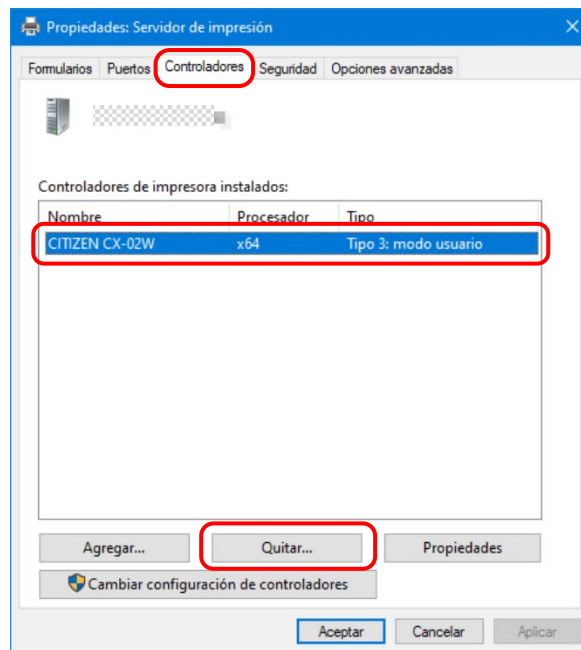 Propiedades: Servidor de impresión
Formularios Puertos Controladores Seguridad Opciones avanzadas
Controladores de impresora instalados:
Nombre Procesador Tipo
CITIZEN CX-02W x64 Tipo 3: modo usuario
Agregar... Quitar... Propiedades
Cambiar configuración de controladores
Aceptar Cancelar Aplicar